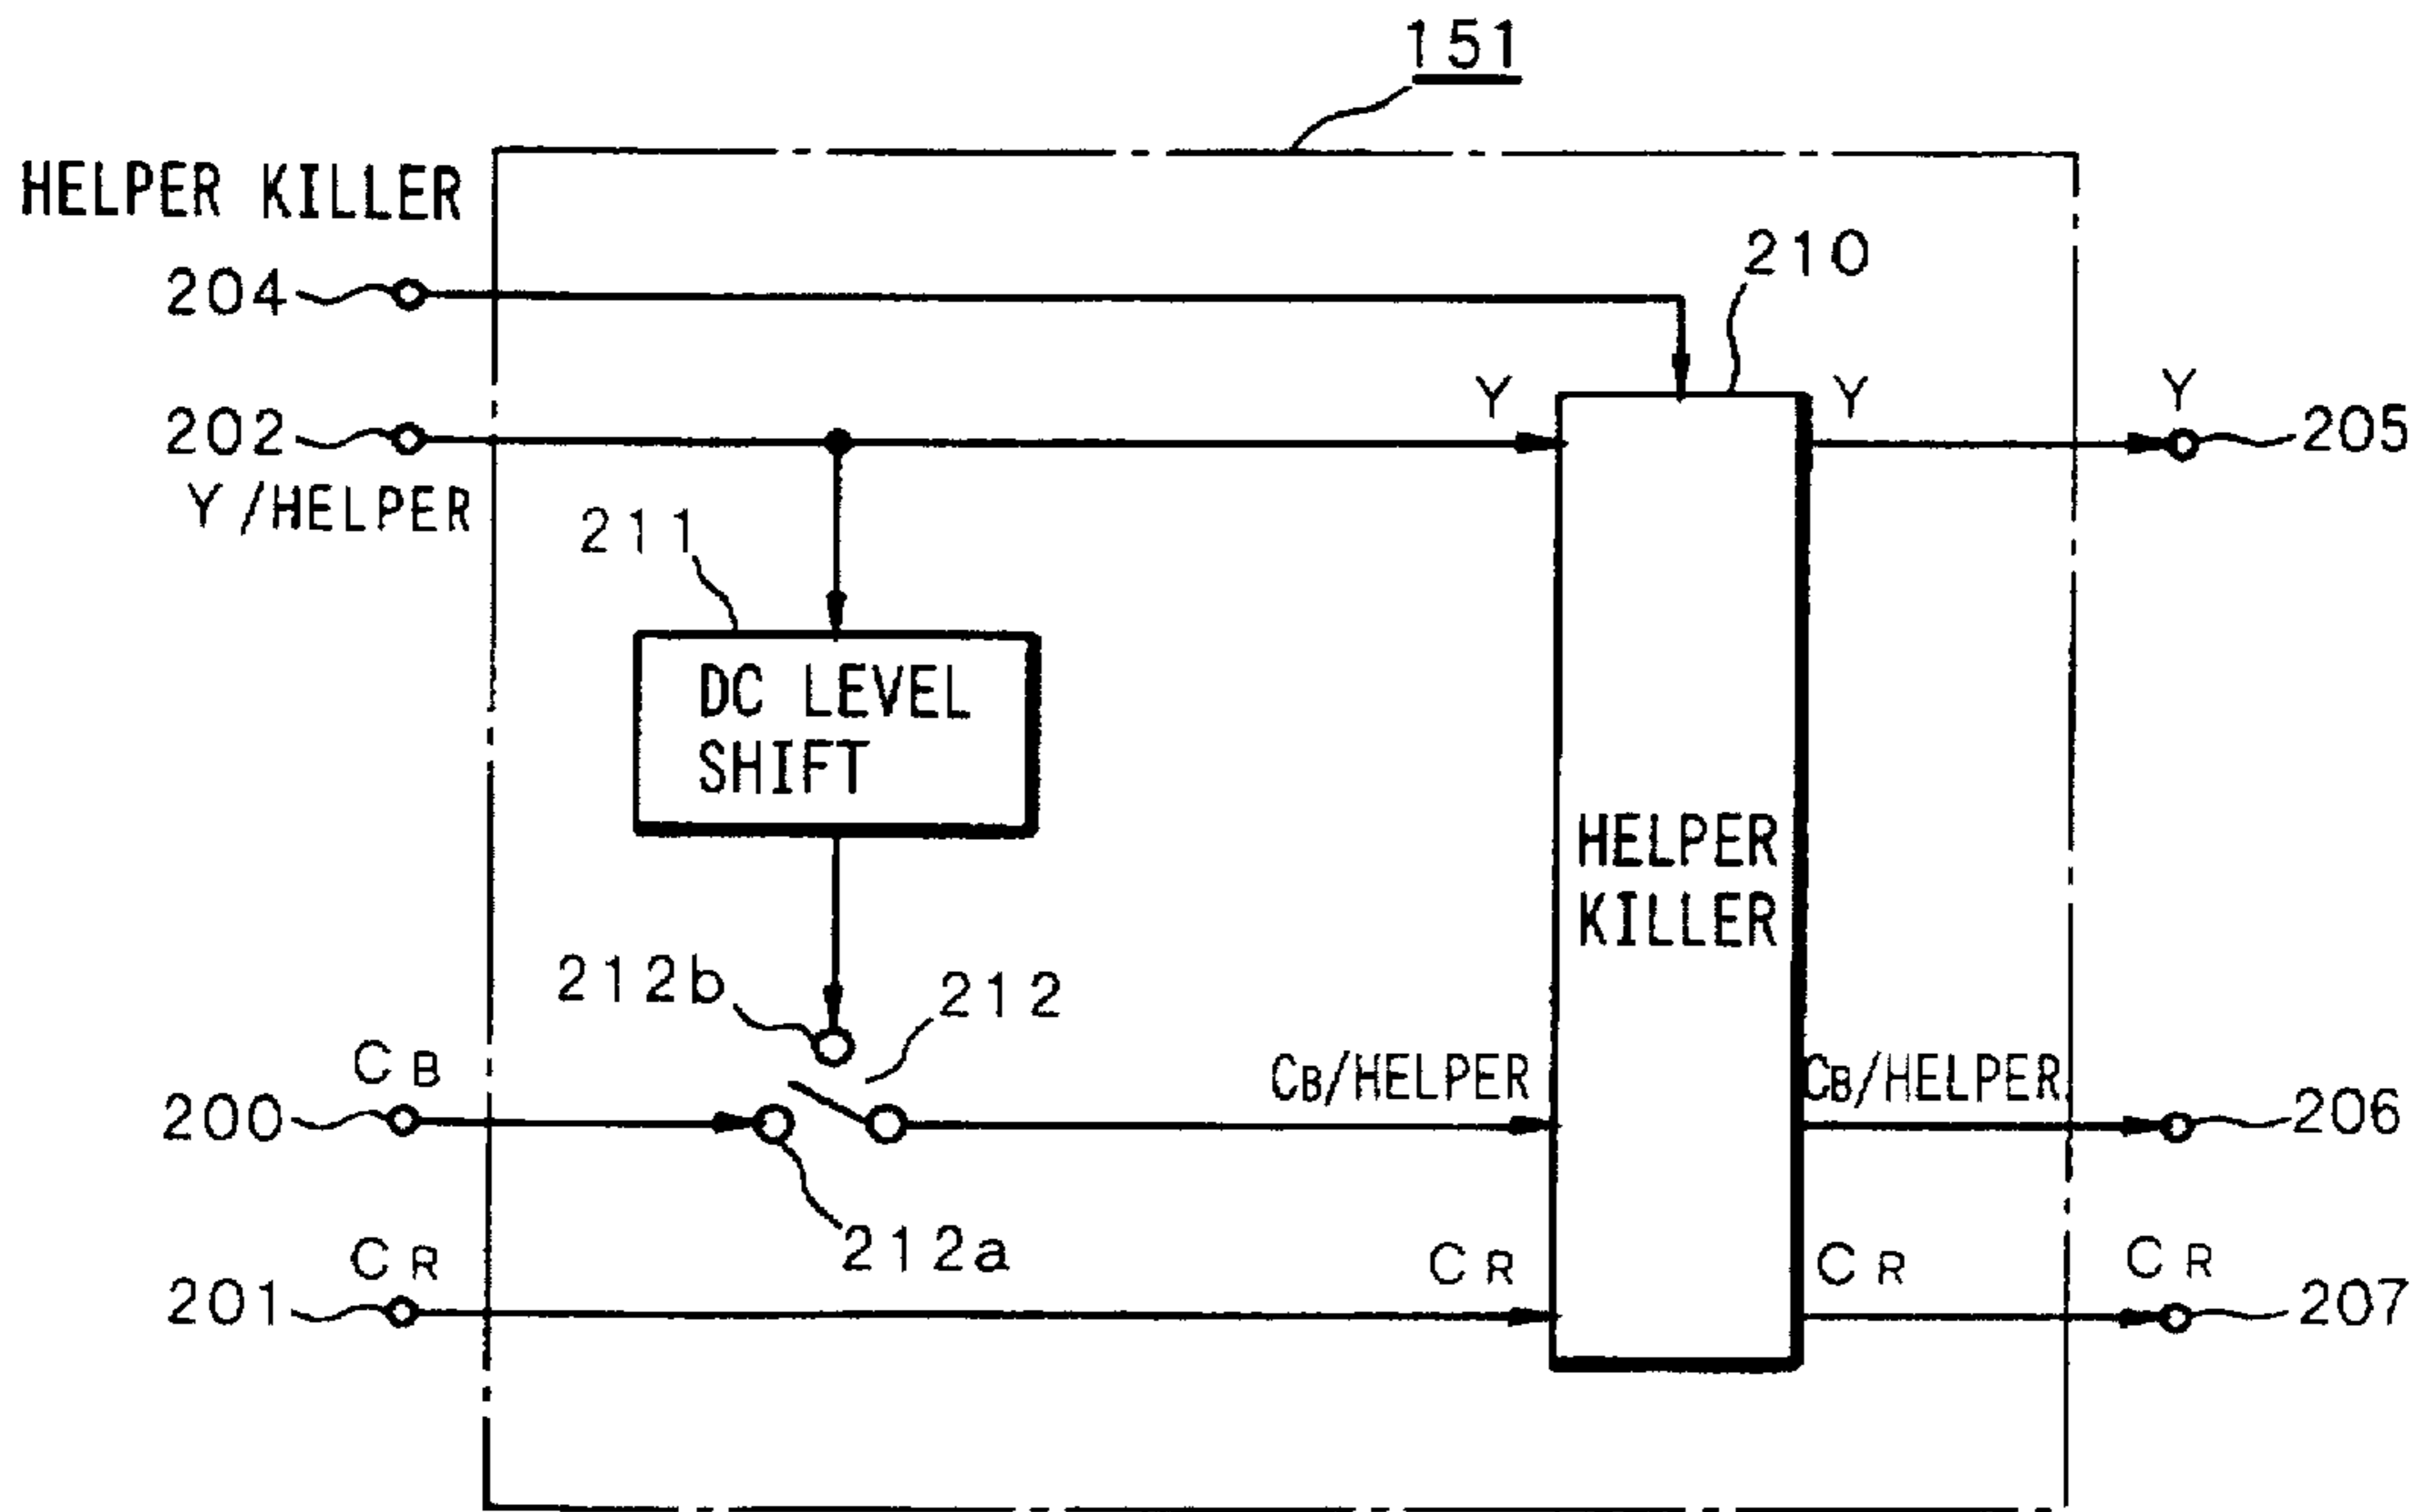 151
HELPER KILLER
204
210
202
Y/HELPER
Y
Y
Y
205
211
DC LEVEL
SHIFT
HELPER
KILLER
212b
212
CB
200
CB/HELPER
CB/HELPER
206
212a
CR
201
CR
CR
CR
207